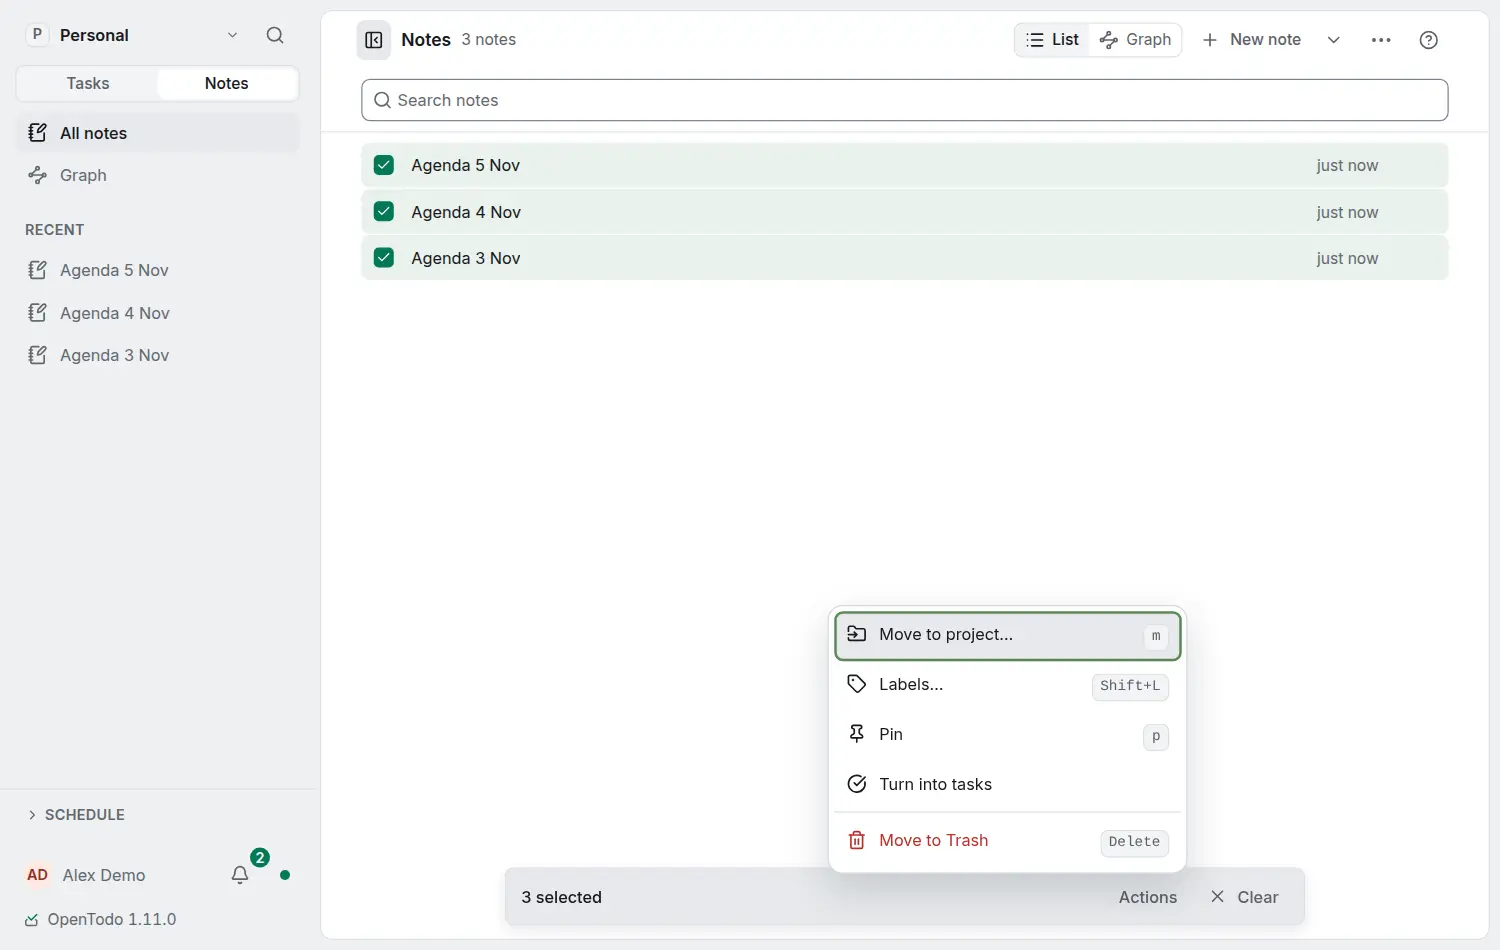 P Personal
Tasks Notes
All notes
Graph
RECENT
Agenda 5 Nov
Agenda 4 Nov
Agenda 3 Nov
SCHEDULE
AD Alex Demo 2
OpenTodo 1.11.0
Notes 3 notes List Graph New note
Search notes
Agenda 5 Nov just now
Agenda 4 Nov just now
Agenda 3 Nov just now
Move to project... m
Labels... Shift+L
Pin p
Turn into tasks
Move to Trash Delete
3 selected Actions Clear